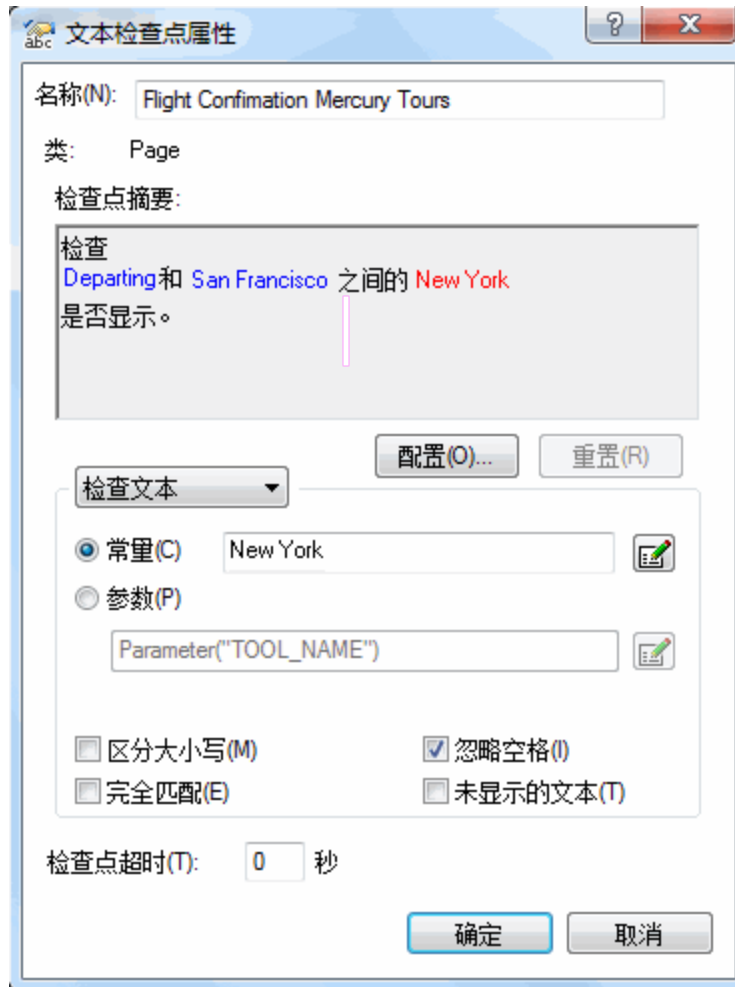 abc 文本检查点属性
名称(N): Flight Confimation Mercury Tours
类: Page
检查点摘要:
检查
Departing和 San Francisco 之间的 New York
是否显示。
配置(O)... 重置(R)
检查文本
常量(C) New York
参数(P)
Parameter("TOOL_NAME")
区分大小写(M) 忽略空格(I)
完全匹配(E) 未显示的文本(T)
检查点超时(T): 0 秒
确定 取消